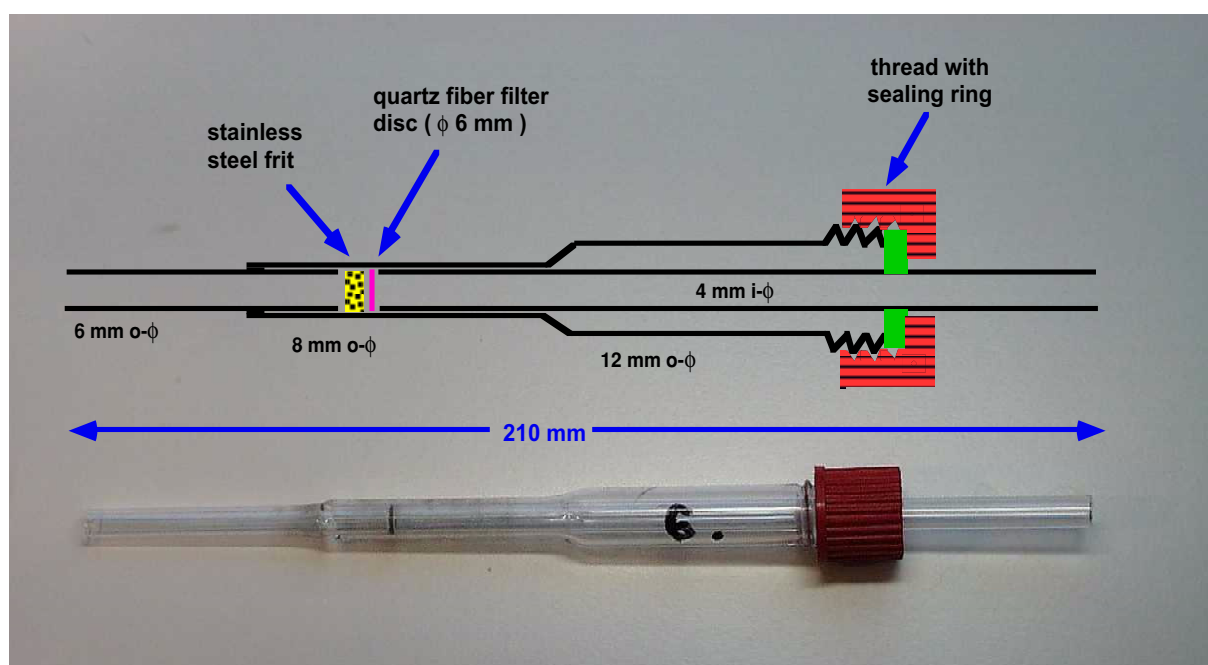 thread with
sealing ring
quartz fiber filter
disc ( ϕ 6 mm )
stainless
steel frit
4 mm i-ϕ
6 mm o-ϕ
8 mm o-ϕ
12 mm o-ϕ
210 mm
6.